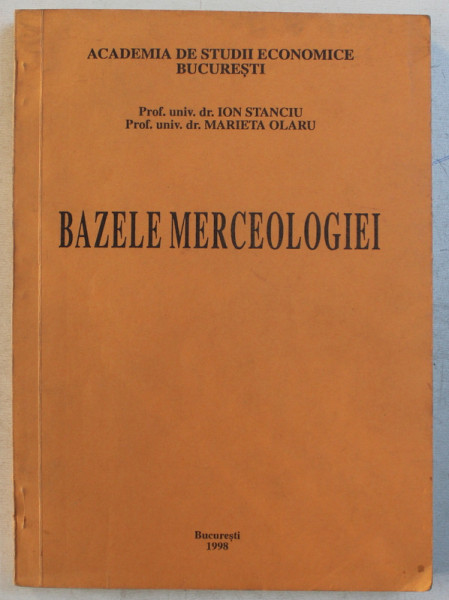 ACADEMIA DE STUDII ECONOMICE
BUCUREȘTI
Prof. univ. dr. ION STANCIU
Prof. univ. dr. MARIETA OLARU
BAZELE MERCEOLOGIEI
București
1998